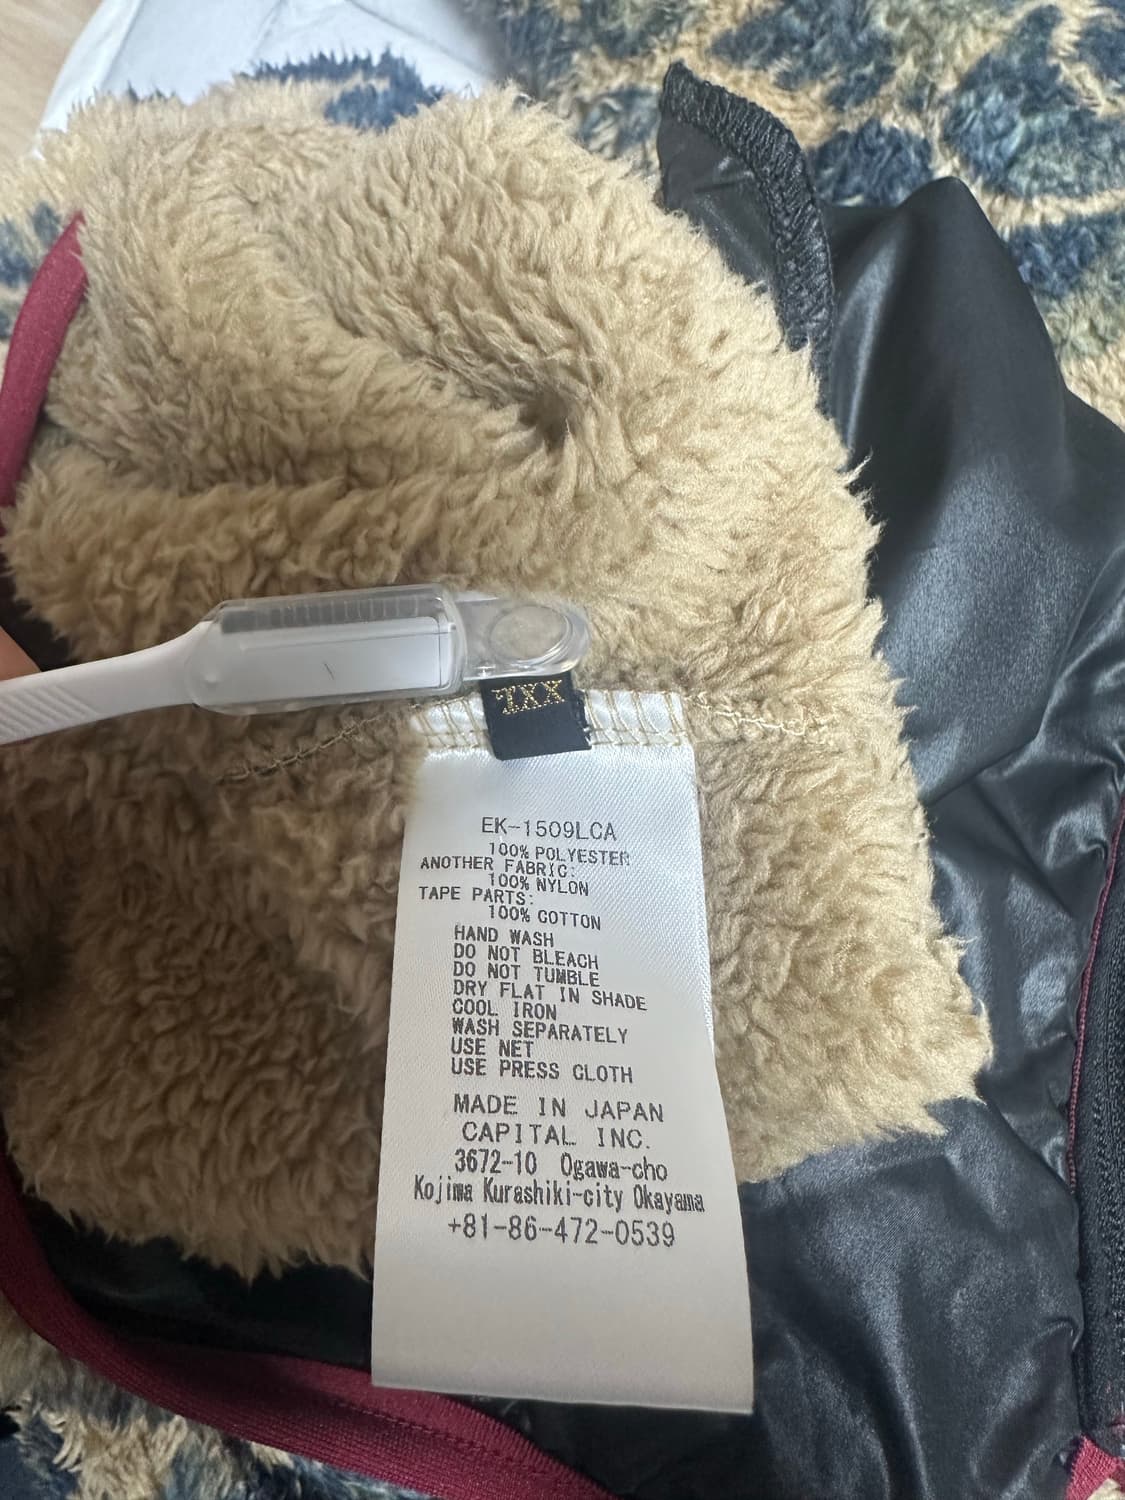 XXL
EK-1509LCA
100% POLYESTER
ANOTHER FABRIC:
100% NYLON
TAPE PARTS:
100% COTTON
HAND WASH
DO NOT BLEACH
DO NOT TUMBLE
DRY FLAT IN SHADE
COOL IRON
WASH SEPARATELY
USE NET
USE PRESS CLOTH
MADE IN JAPAN
CAPITAL INC.
3672-10 Ogawa-cho
Kojima Kurashiki-city Okayama
+81-86-472-0539